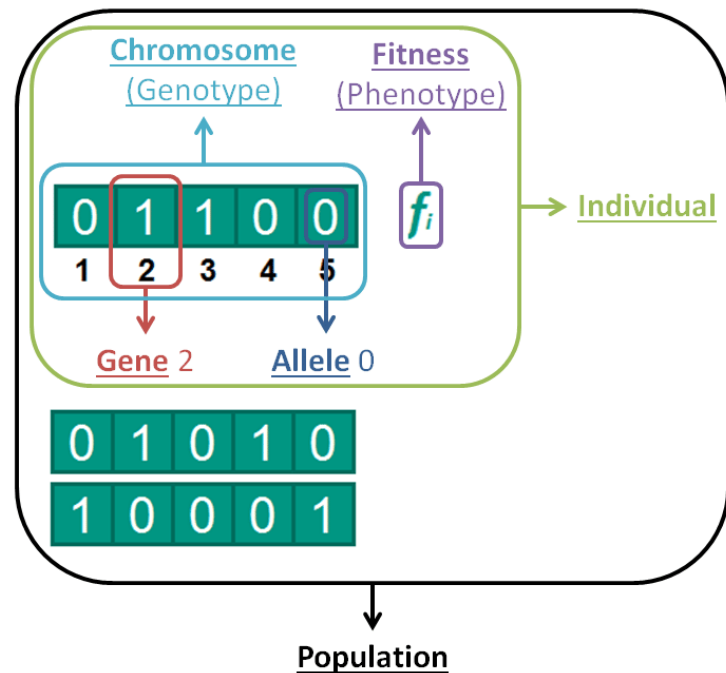 Chromosome Fitness
(Genotype) (Phenotype)
0 1 1 0 0 fi
Individual
1 2 3 4 5
Gene 2 Allele 0
0 1 0 1 0
1 0 0 0 1
Population